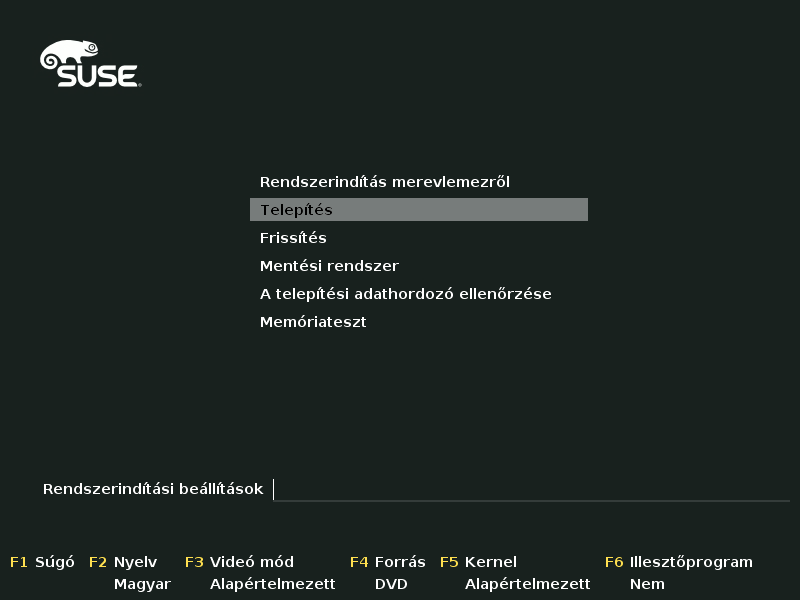 SUSE
Rendszerindítás merevlemezről
Telepítés
Frissítés
Mentési rendszer
A telepítési adathordozó ellenőrzése
Memóriateszt
Rendszerindítási beállítások
F1 Súgó F2 Nyelv F3 Videó mód F4 Forrás F5 Kernel F6 Illesztőprogram
Magyar Alapértelmezett DVD Alapértelmezett Nem